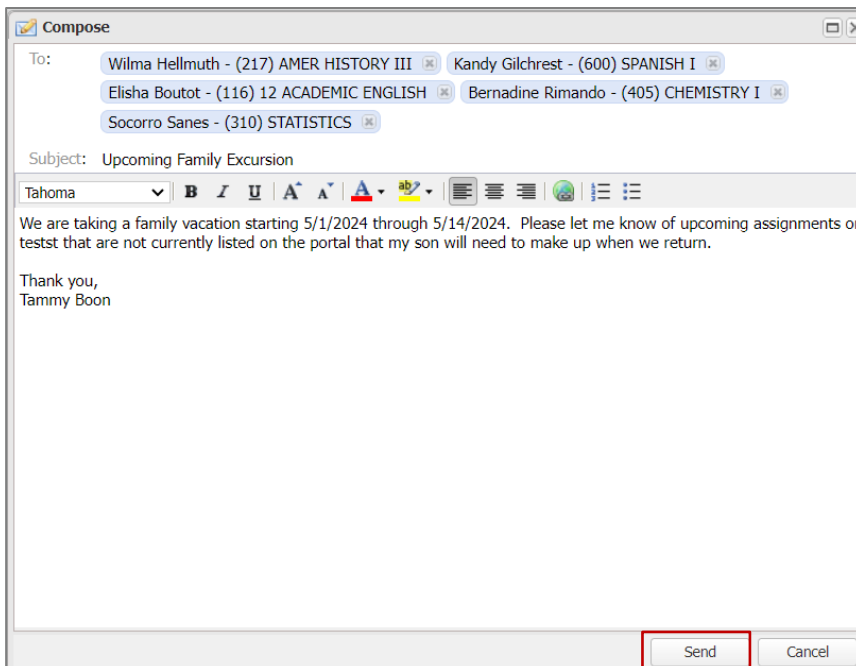 Compose
To:
Wilma Hellmuth - (217) AMER HISTORY III Kandy Gilchrest - (600) SPANISH I
Elisha Boutot - (116) 12 ACADEMIC ENGLISH Bernadine Rimando - (405) CHEMISTRY I
Socorro Sanes - (310) STATISTICS
Subject: Upcoming Family Excursion
Tahoma B I U A A A ab
We are taking a family vacation starting 5/1/2024 through 5/14/2024. Please let me know of upcoming assignments or
testst that are not currently listed on the portal that my son will need to make up when we return.
Thank you,
Tammy Boon
Send Cancel